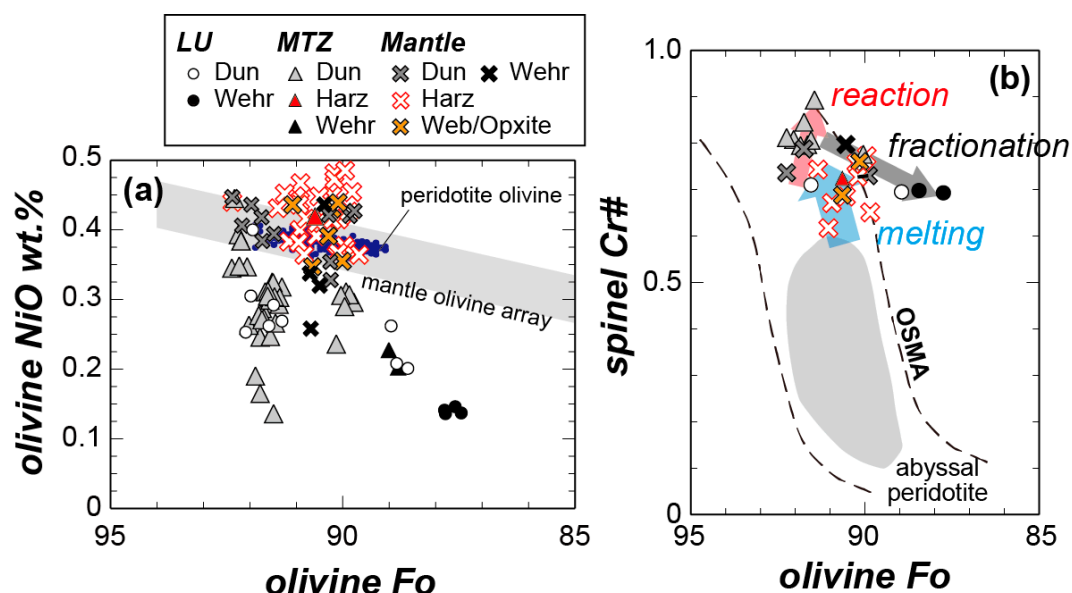 LU MTZ Mantle
Dun Dun Dun Wehr
Wehr Harz Harz
Wehr Web/Opxite
(a)
0.5
0.4
0.3
0.2
0.1
0
olivine NiO wt.%
peridotite olivine
mantle olivine array
95 90 85
olivine Fo
(b)
1.0
0.5
0
spinel Cr#
reaction
fractionation
melting
OSMA
abyssal
peridotite
95 90 85
olivine Fo